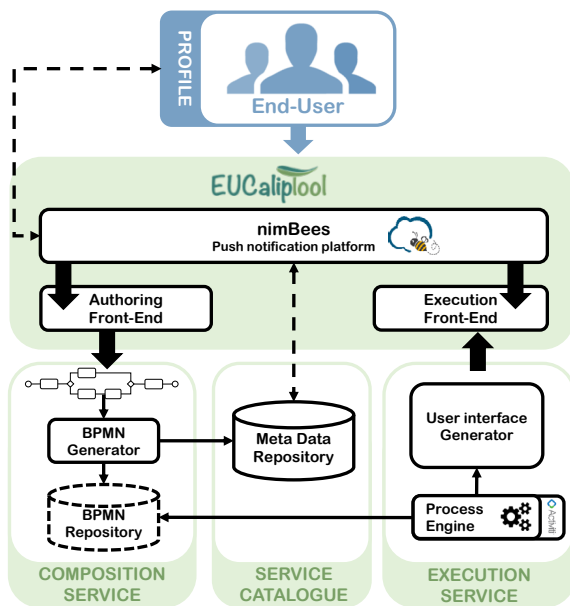 PROFILE
End-User
EUCalipTool
nimBees
Push notification platform
Authoring
Front-End
Execution
Front-End
BPMN
Generator
Meta Data
Repository
User interface
Generator
BPMN
Repository
Process
Engine
Activiti
COMPOSITION
SERVICE
SERVICE
CATALOGUE
EXECUTION
SERVICE